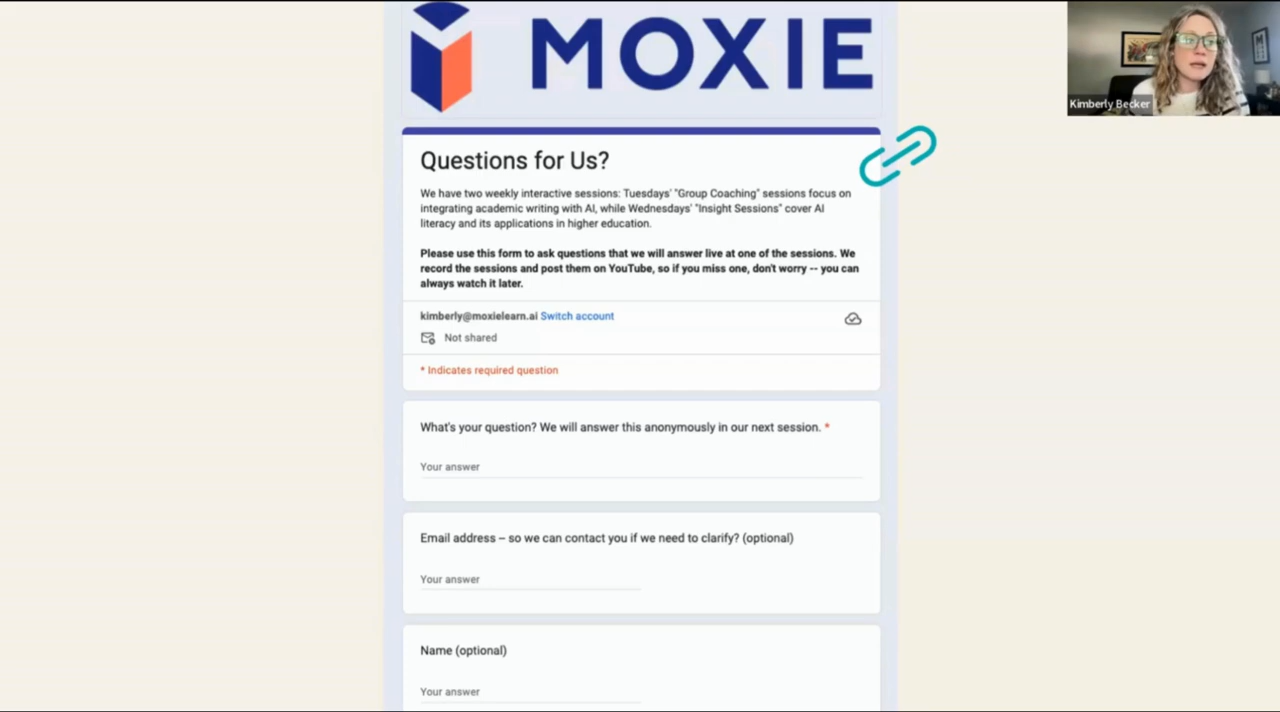 MOXIE
Kimberly Becker
Questions for Us?
We have two weekly interactive sessions: Tuesdays' "Group Coaching" sessions focus on
integrating academic writing with AI, while Wednesdays' "Insight Sessions" cover AI
literacy and its applications in higher education.
Please use this form to ask questions that we will answer live at one of the sessions. We
record the sessions and post them on YouTube, so if you miss one, don't worry -- you can
always watch it later.
kimberly@moxielearn.ai Switch account
Not shared
* Indicates required question
What's your question? We will answer this anonymously in our next session. *
Your answer
Email address – so we can contact you if we need to clarify? (optional)
Your answer
Name (optional)
Your answer